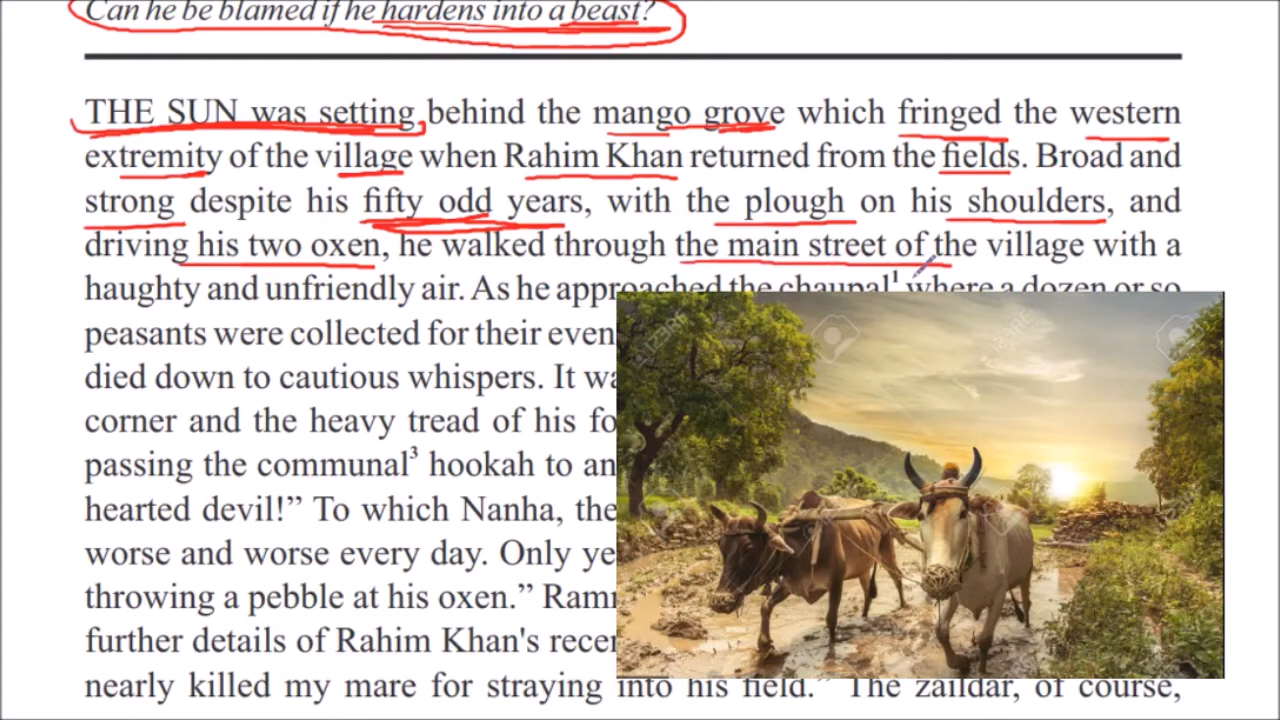 Can he be blamed if he hardens into a beast?
THE SUN was setting behind the mango grove which fringed the western
extremity of the village when Rahim Khan returned from the fields. Broad and
strong despite his fifty odd years, with the plough on his shoulders, and
driving his two oxen, he walked through the main street of the village with a
haughty and unfriendly air. As he approached the chaupal¹ where a dozen or so
peasants were collected for their even
died down to cautious whispers. It wa
corner and the heavy tread of his fo
passing the communal³ hookah to an
hearted devil!” To which Nanha, the
worse and worse every day. Only ye
throwing a pebble at his oxen.” Ram
further details of Rahim Khan's recen
nearly killed my mare for straying into his field.” The zaildar, of course,